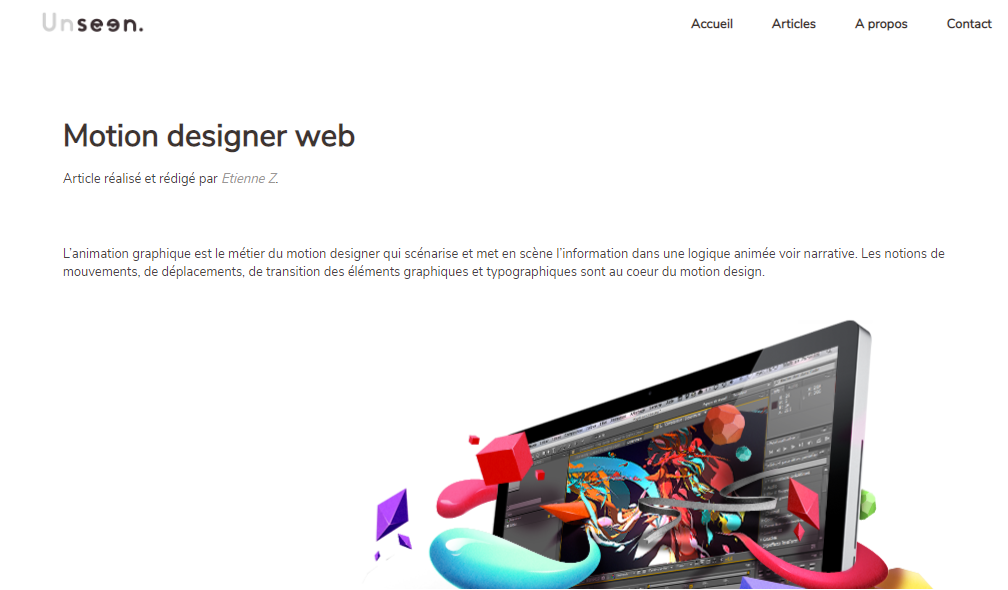 Unseen.
Accueil Articles A propos Contact
Motion designer web
Article réalisé et rédigé par Etienne Z.
L'animation graphique est le métier du motion designer qui scénarise et met en scène l'information dans une logique animée voir narrative. Les notions de
mouvements, de déplacements, de transition des éléments graphiques et typographiques sont au coeur du motion design.